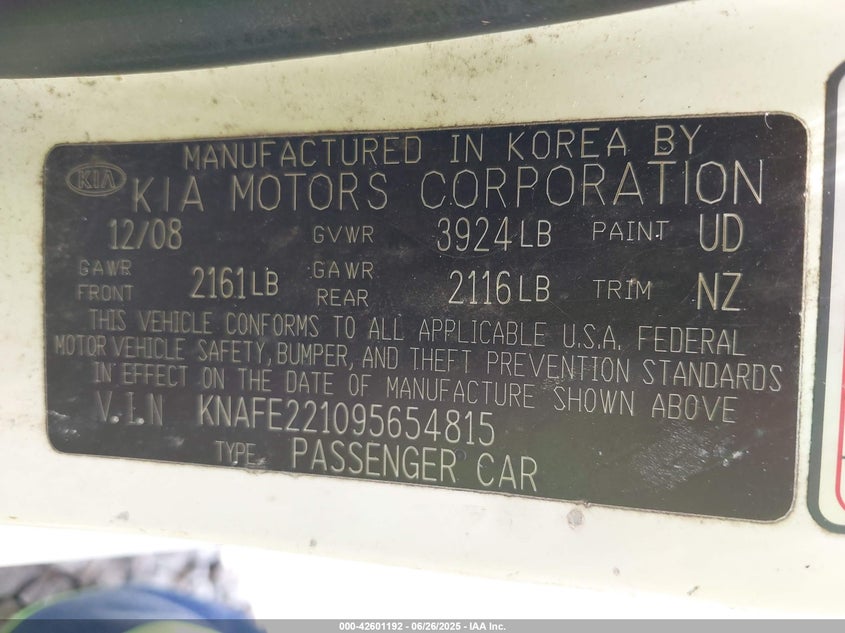 MANUFACTURED IN KOREA BY
KIA KIA MOTORS CORPORATION
12/08 GVWR 3924LB PAINT UD
GAWR FRONT 2161LB GAWR REAR 2116LB TRIM NZ
THIS VEHICLE CONFORMS TO ALL APPLICABLE U.S.A. FEDERAL
MOTOR VEHICLE SAFETY, BUMPER, AND THEFT PREVENTION STANDARDS
IN EFFECT ON THE DATE OF MANUFACTURE SHOWN ABOVE
V.I.N KNAFE221095654815
TYPE PASSENGER CAR
000-42601192 - 06/26/2025 - IAA Inc.